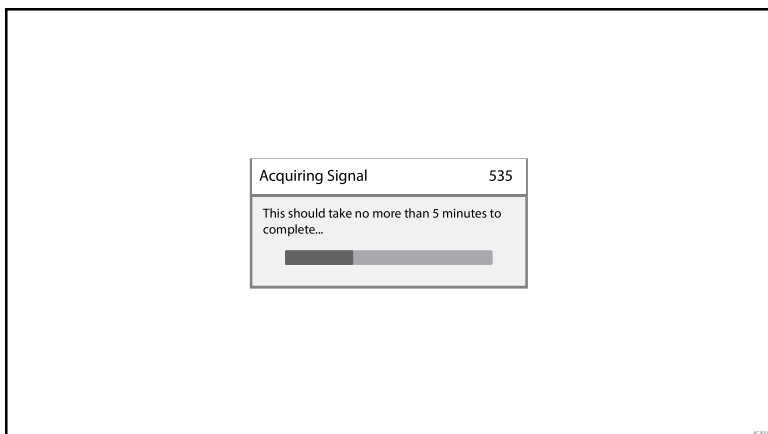 Acquiring Signal 535
This should take no more than 5 minutes to
complete...